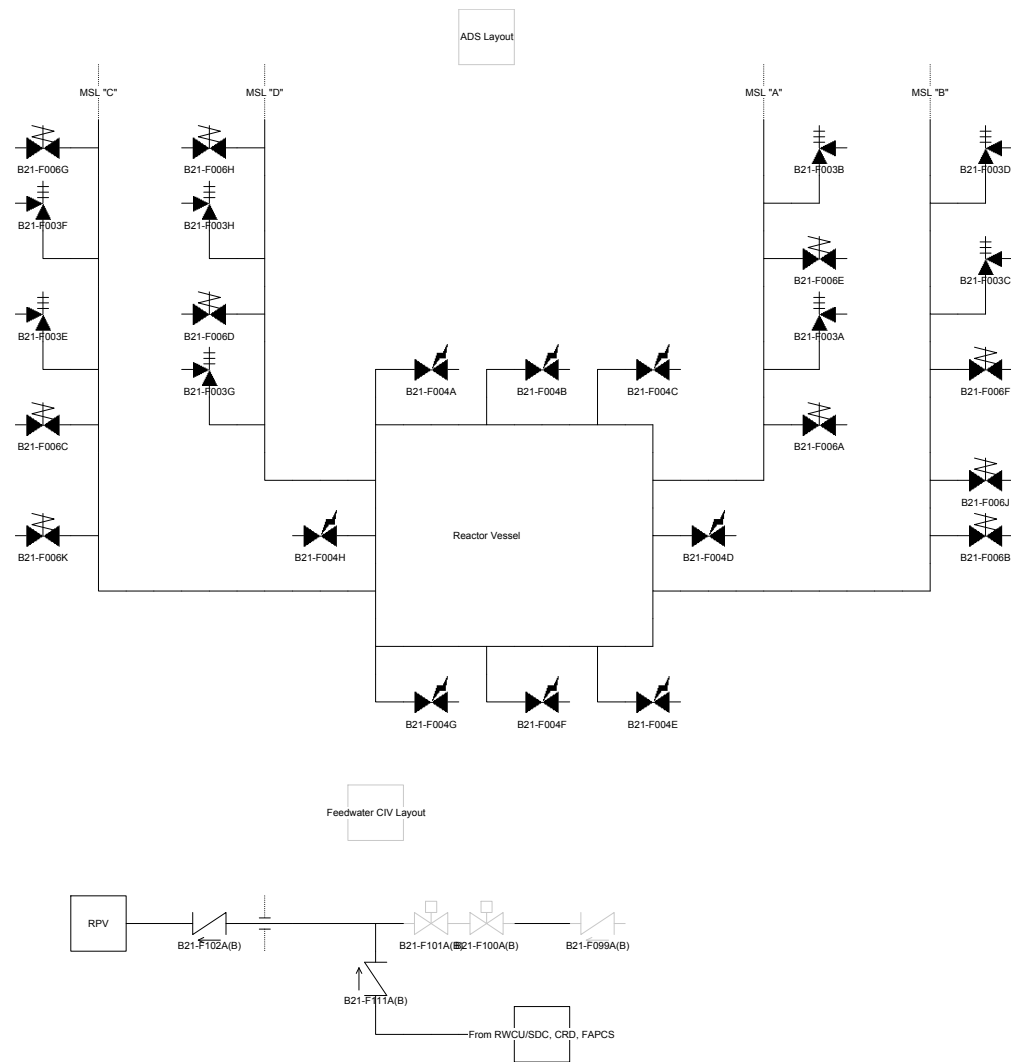 ADS Layout
MSL "C"
MSL "D"
MSL "A"
MSL "B"
B21-F006G
B21-F006H
B21-F003B
B21-F003D
B21-F003F
B21-F003H
B21-F006E
B21-F003C
B21-F003E
B21-F006D
B21-F003A
B21-F003G
B21-F004A
B21-F004B
B21-F004C
B21-F006F
B21-F006C
B21-F006A
B21-F006J
B21-F006K
B21-F004H
Reactor Vessel
B21-F004D
B21-F006B
B21-F004G
B21-F004F
B21-F004E
Feedwater CIV Layout
RPV
B21-F102A(B)
B21-F101A(B)
B21-F100A(B)
B21-F099A(B)
B21-F111A(B)
From RWCU/SDC, CRD, FAPCS